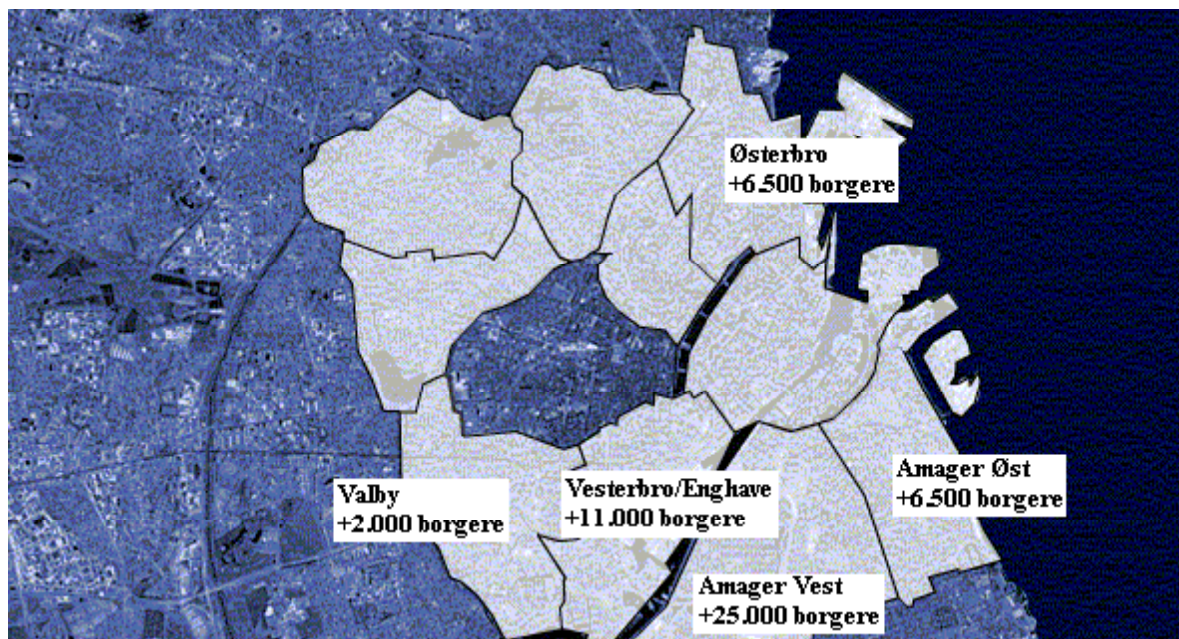 Østerbro
+6.500 borgere
Amager Øst
+6.500 borgere
Valby
+2.000 borgere
Vesterbro/Enghave
+11.000 borgere
Amager Vest
+25.000 borgere